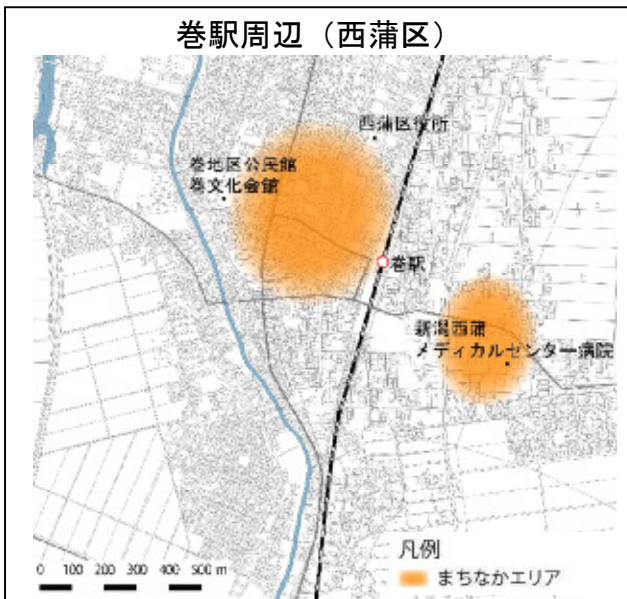 巻駅周辺（西蒲区）
西蒲区役所
巻地区公民館
巻文化会館
巻駅
新潟西蒲
メディカルセンター病院
凡例
まちなかエリア
0 100 200 300 400 500 m